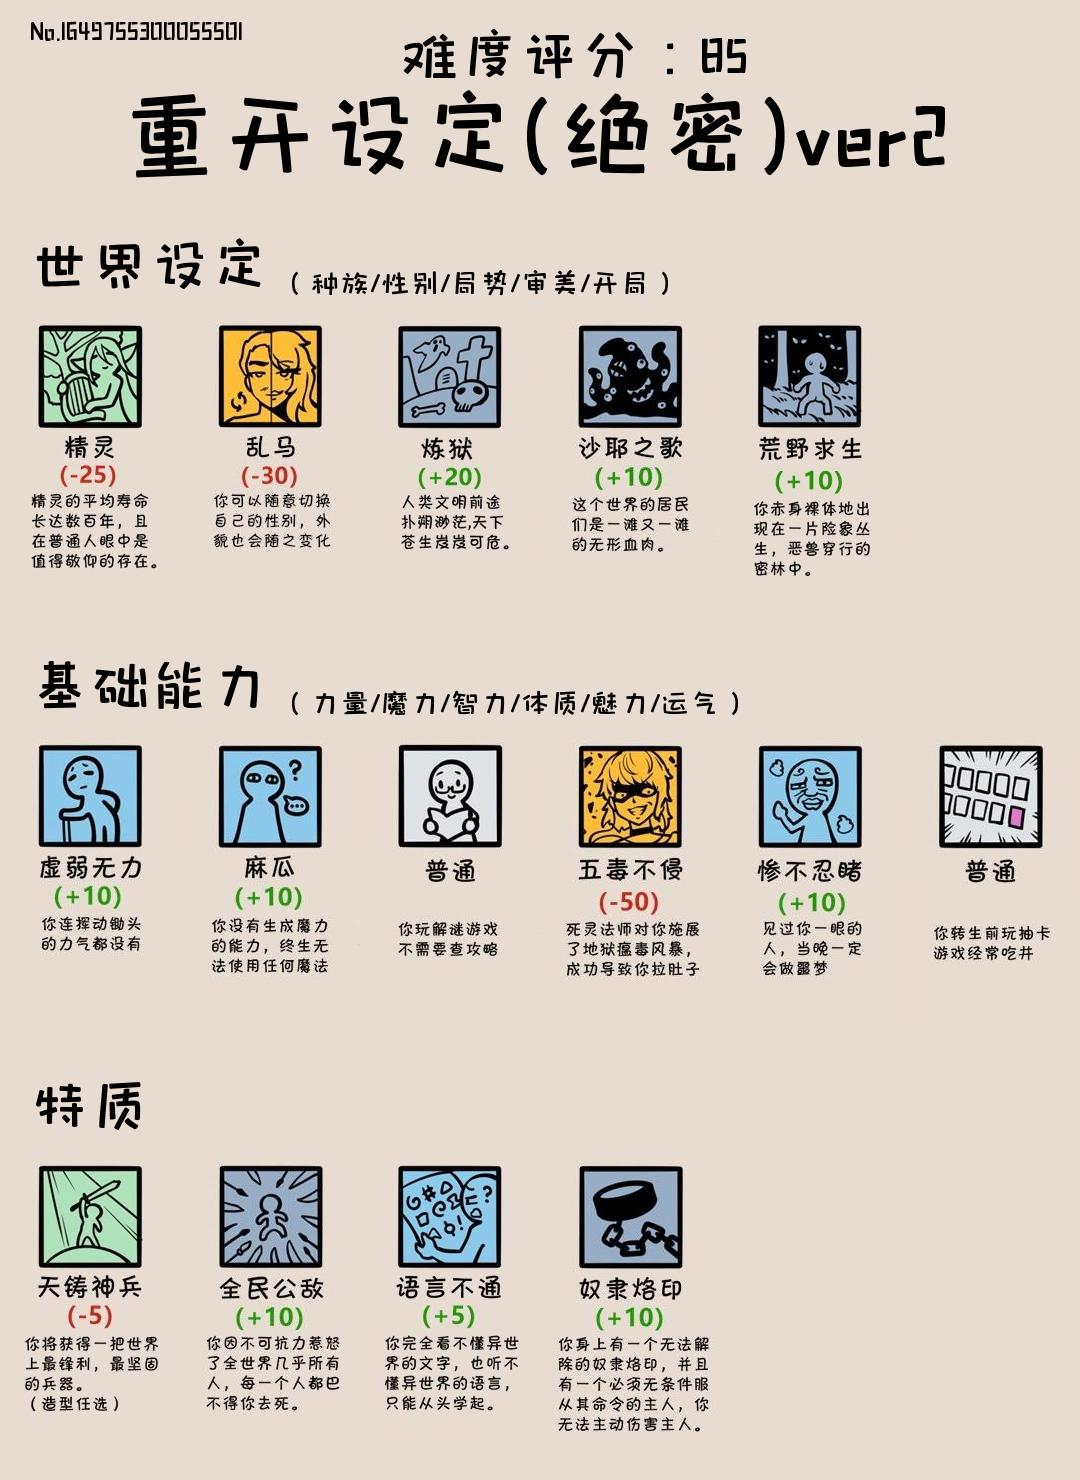 No.1649755300055501
难度评分：85
重开设定(绝密)ver2
世界设定（种族/性别/局势/审美/开局）
精灵
(-25)
精灵的平均寿命
长达数百年，且
在普通人眼中是
值得敬仰的存在。
乱马
(-30)
你可以随意切换
自己的性别，外
貌也会随之变化
炼狱
(+20)
人类文明前途
扑朔渺茫,天下
苍生岌岌可危。
沙耶之歌
(+10)
这个世界的居民
们是一滩又一滩
的无形血肉。
荒野求生
(+10)
你赤身裸体地出
现在一片险象丛
生，恶兽穿行的
密林中。
基础能力（力量/魔力/智力/体质/魅力/运气）
虚弱无力
(+10)
你连挥动锄头
的力气都没有
麻瓜
(+10)
你没有生成魔力
的能力，终生无
法使用任何魔法
普通
你玩解谜游戏
不需要查攻略
五毒不侵
(-50)
死灵法师对你施展
了地狱瘟毒风暴，
成功导致你拉肚子
惨不忍睹
(+10)
见过你一眼的
人，当晚一定
会做噩梦
普通
你转生前玩抽卡
游戏经常吃井
特质
天铸神兵
(-5)
你将获得一把世界
上最锋利，最坚固
的兵器。
（造型任选）
全民公敌
(+10)
你因不可抗力惹怒
了全世界几乎所有
人，每一个人都巴
不得你去死。
语言不通
(+5)
你完全看不懂异世
界的文字，也听不
懂异世界的语言，
只能从头学起。
奴隶烙印
(+10)
你身上有一个无法解
除的奴隶烙印，并且
有一个必须无条件服
从其命令的主人，你
无法主动伤害主人。